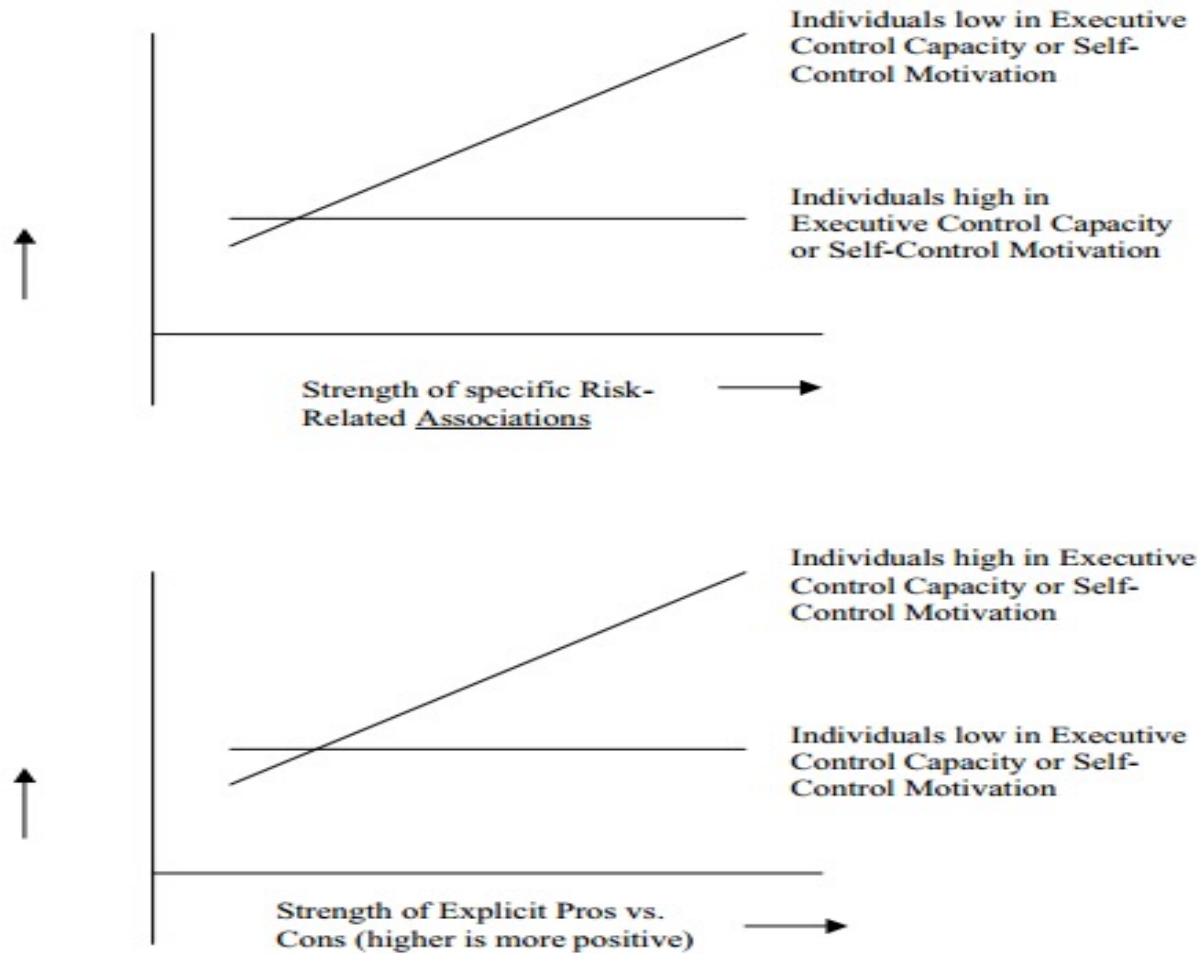 Individuals low in Executive
Control Capacity or Self-
Control Motivation
Individuals high in
Executive Control Capacity
or Self-Control Motivation
Strength of specific Risk-
Related Associations
Individuals high in Executive
Control Capacity or Self-
Control Motivation
Individuals low in Executive
Control Capacity or Self-
Control Motivation
Strength of Explicit Pros vs.
Cons (higher is more positive)